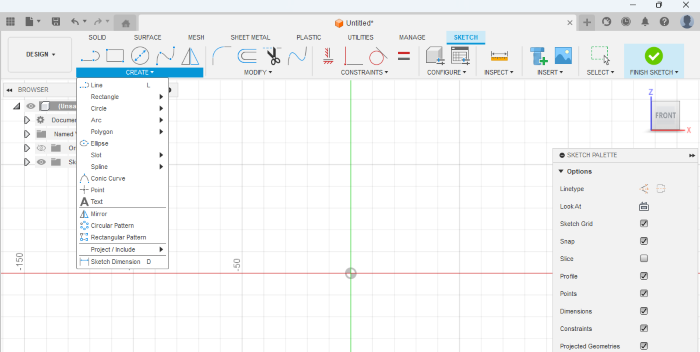 Untitled*
DESIGN
SOLID SURFACE MESH SHEET METAL PLASTIC UTILITIES MANAGE SKETCH
CREATE MODIFY CONSTRAINTS CONFIGURE INSPECT INSERT SELECT FINISH SKETCH
BROWSER
(Unsa
Docume
Named
Or
Sk
Line L
Rectangle
Circle
Arc
Polygon
Ellipse
Slot
Spline
Conic Curve
Point
Text
Mirror
Circular Pattern
Rectangular Pattern
Project / Include
Sketch Dimension D
-150
-50
Z
FRONT
X
SKETCH PALETTE
Options
Linetype
Look At
Sketch Grid
Snap
Slice
Profile
Points
Dimensions
Constraints
Projected Geometries